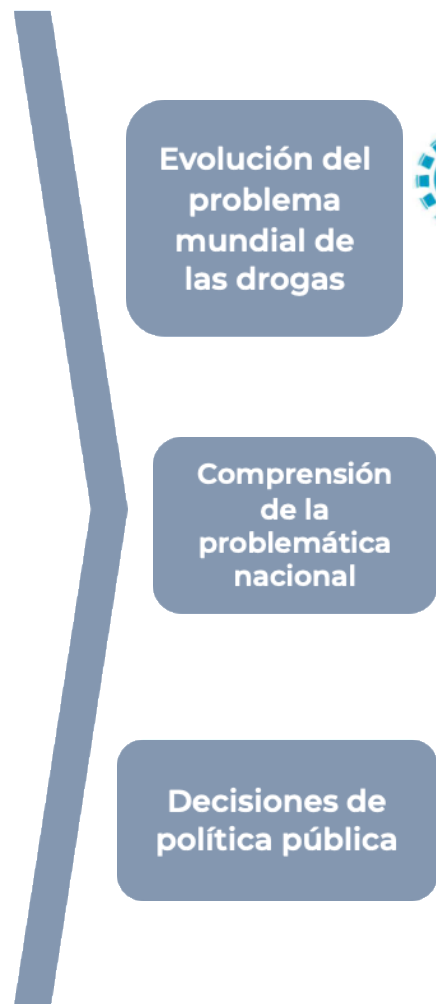 Evolución del
problema
mundial de
las drogas
Comprensión
de la
problemática
nacional
Decisiones de
política pública